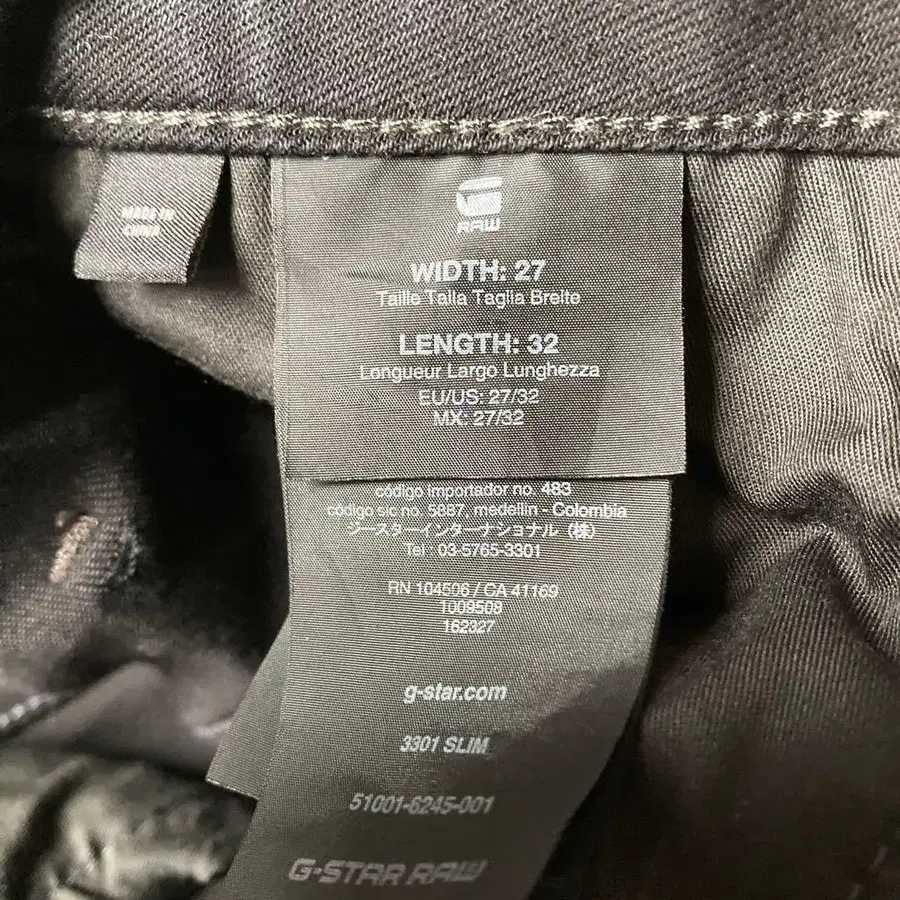 MADE IN
CHINA
RAW
WIDTH: 27
Taille Talla Taglia Breite
LENGTH: 32
Longueur Largo Lunghezza
EU/US: 27/32
MX: 27/32
código importador no. 483
código sic no. 5887, medellin - Colombia
ジースターインターナショナル (株)
Tel : 03-5765-3301
RN 104506 / CA 41169
1009508
162327
g-star.com
3301 SLIM
51001-6245-001
G-STAR RAW